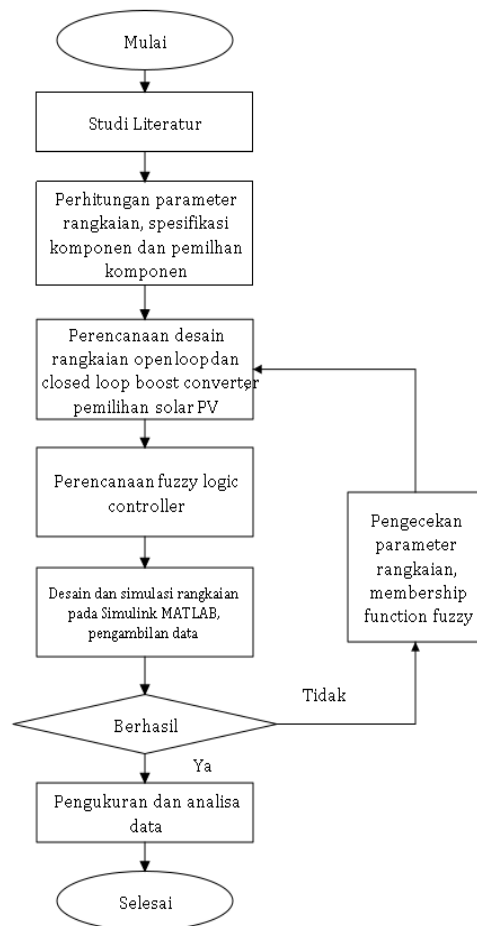 Mulai
Studi Literatur
Perhitungan parameter
rangkaian, spesifikasi
komponen dan pemilhan
komponen
Perencanaan desain
rangkaian open loop dan
closed loop boost converter,
pemilihan solar PV
Perencanaan fuzzy logic
controller
Desain dan simulasi rangkaian
pada Simulink MATLAB,
pengambilan data
Berhasil
Tidak
Pengecekan
parameter
rangkaian,
membership
function fuzzy
Ya
Pengukuran dan analisa
data
Selesai